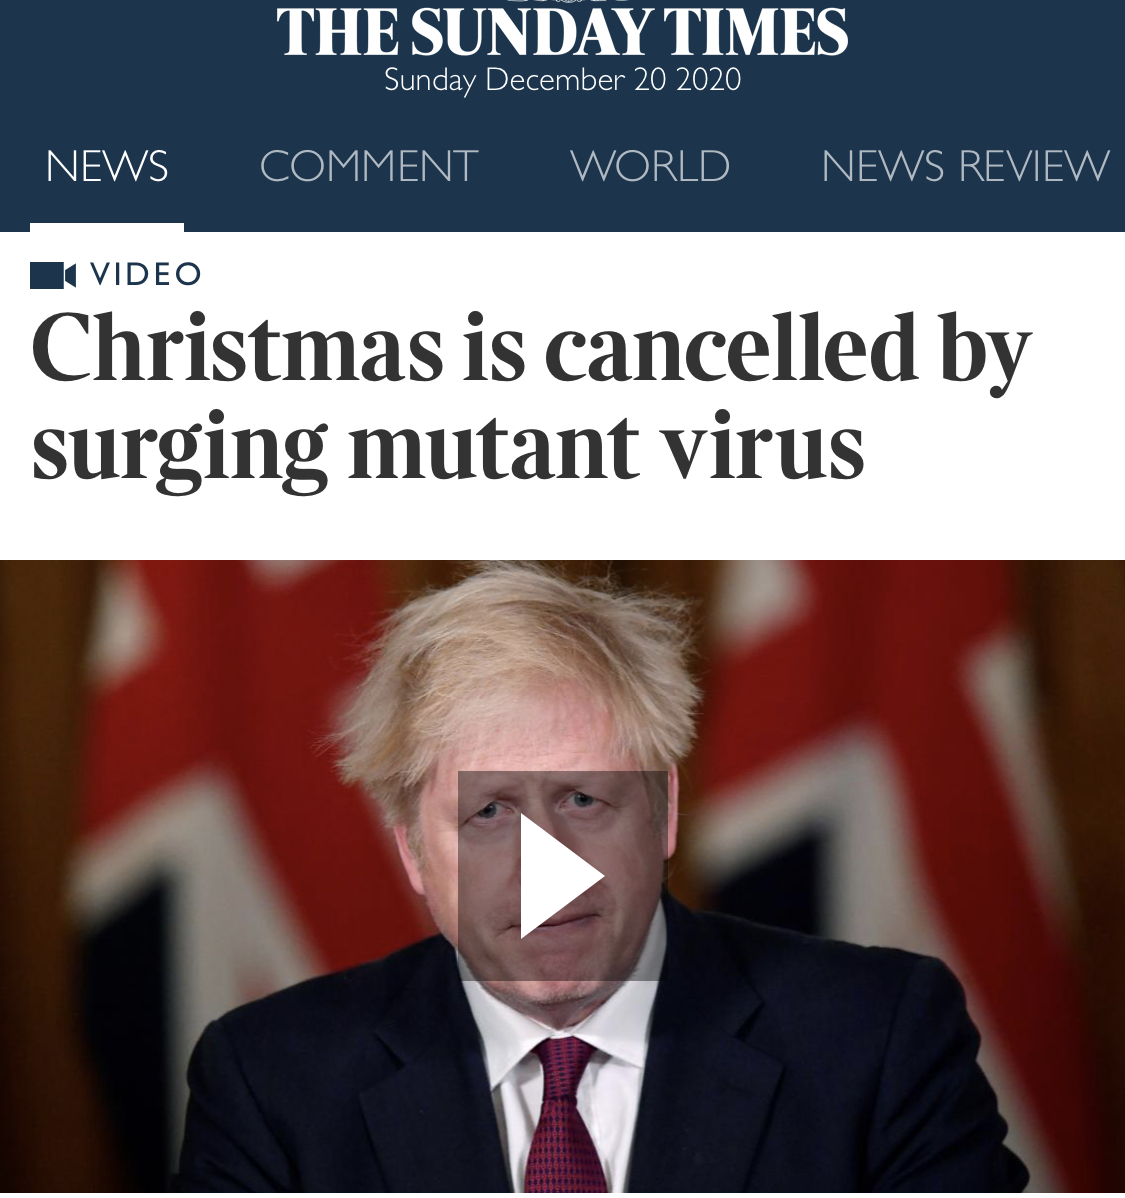 THE SUNDAY TIMES
Sunday December 20 2020
NEWS COMMENT WORLD NEWS REVIEW
VIDEO
Christmas is cancelled by
surging mutant virus